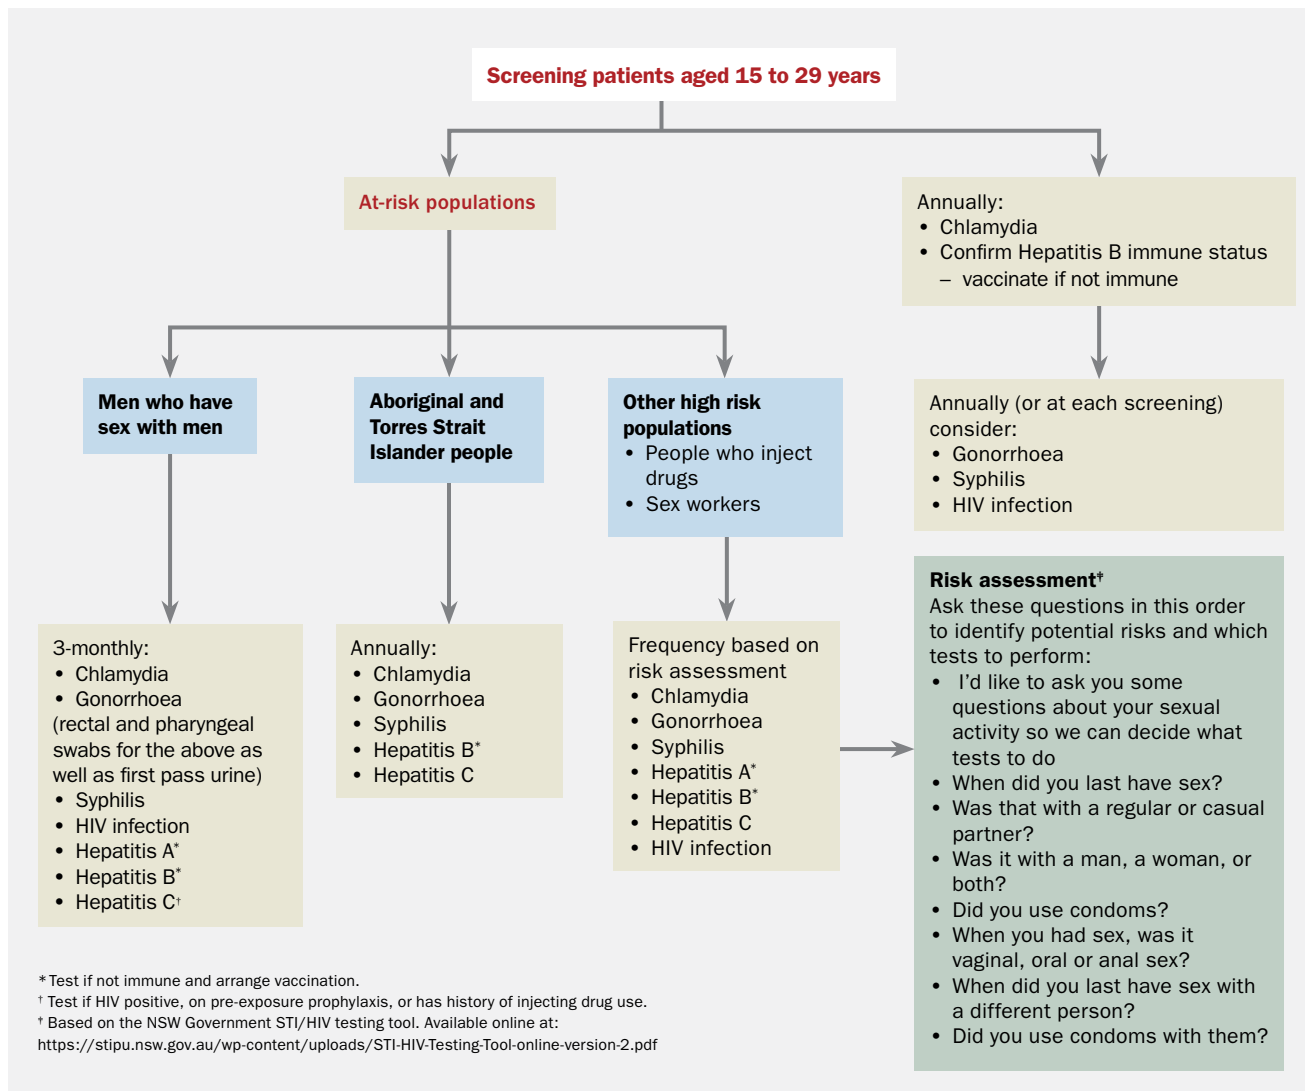 Screening patients aged 15 to 29 years
At-risk populations
Annually:
• Chlamydia
• Confirm Hepatitis B immune status
– vaccinate if not immune
Men who have
sex with men
Aboriginal and
Torres Strait
Islander people
Other high risk
populations
• People who inject
drugs
• Sex workers
Annually (or at each screening)
consider:
• Gonorrhoea
• Syphilis
• HIV infection
3-monthly:
• Chlamydia
• Gonorrhoea
(rectal and pharyngeal
swabs for the above as
well as first pass urine)
• Syphilis
• HIV infection
• Hepatitis A*
• Hepatitis B*
• Hepatitis C†
Annually:
• Chlamydia
• Gonorrhoea
• Syphilis
• Hepatitis B*
• Hepatitis C
Frequency based on
risk assessment
• Chlamydia
• Gonorrhoea
• Syphilis
• Hepatitis A*
• Hepatitis B*
• Hepatitis C
• HIV infection
Risk assessment‡
Ask these questions in this order
to identify potential risks and which
tests to perform:
• I’d like to ask you some
questions about your sexual
activity so we can decide what
tests to do
• When did you last have sex?
• Was that with a regular or casual
partner?
• Was it with a man, a woman, or
both?
• Did you use condoms?
• When you had sex, was it
vaginal, oral or anal sex?
• When did you last have sex with
a different person?
• Did you use condoms with them?
* Test if not immune and arrange vaccination.
† Test if HIV positive, on pre-exposure prophylaxis, or has history of injecting drug use.
† Based on the NSW Government STI/HIV testing tool. Available online at:
https://stipu.nsw.gov.au/wp-content/uploads/STI-HIV-Testing-Tool-online-version-2.pdf